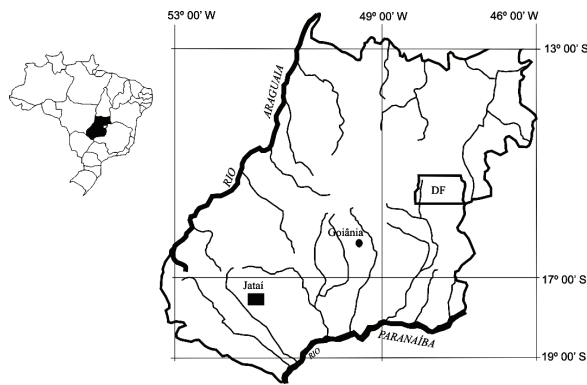 53° 00' W
49° 00' W
46° 00' W
13° 00' S
RIO ARAGUAIA
DF
Goiânia
17° 00' S
Jataí
RIO PARANAÍBA
19° 00' S